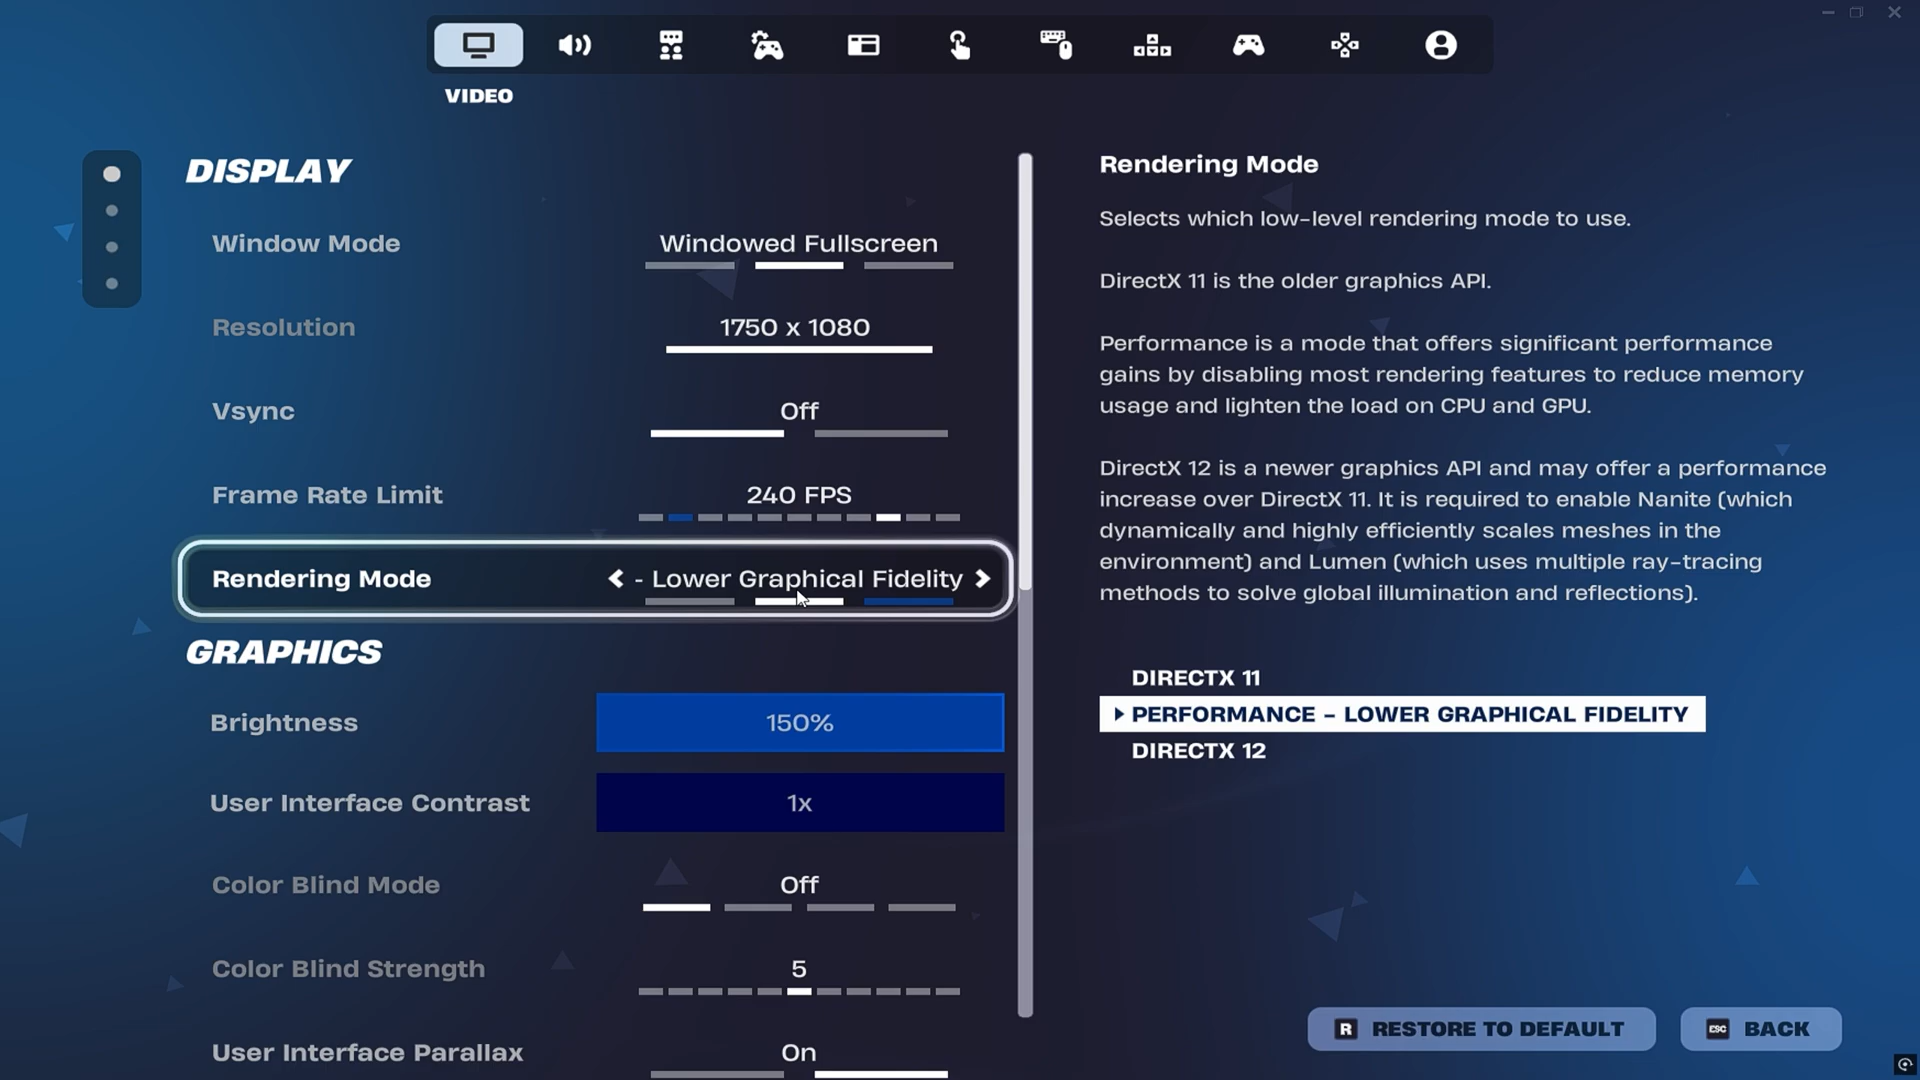 VIDEO
DISPLAY
Window Mode
Windowed Fullscreen
Resolution
1750 x 1080
Vsync
Off
Frame Rate Limit
240 FPS
Rendering Mode
- Lower Graphical Fidelity
GRAPHICS
Brightness
150%
User Interface Contrast
1x
Color Blind Mode
Off
Color Blind Strength
5
User Interface Parallax
On
Rendering Mode
Selects which low-level rendering mode to use.
DirectX 11 is the older graphics API.
Performance is a mode that offers significant performance
gains by disabling most rendering features to reduce memory
usage and lighten the load on CPU and GPU.
DirectX 12 is a newer graphics API and may offer a performance
increase over DirectX 11. It is required to enable Nanite (which
dynamically and highly efficiently scales meshes in the
environment) and Lumen (which uses multiple ray-tracing
methods to solve global illumination and reflections).
DIRECTX 11
PERFORMANCE - LOWER GRAPHICAL FIDELITY
DIRECTX 12
R RESTORE TO DEFAULT
ESC BACK